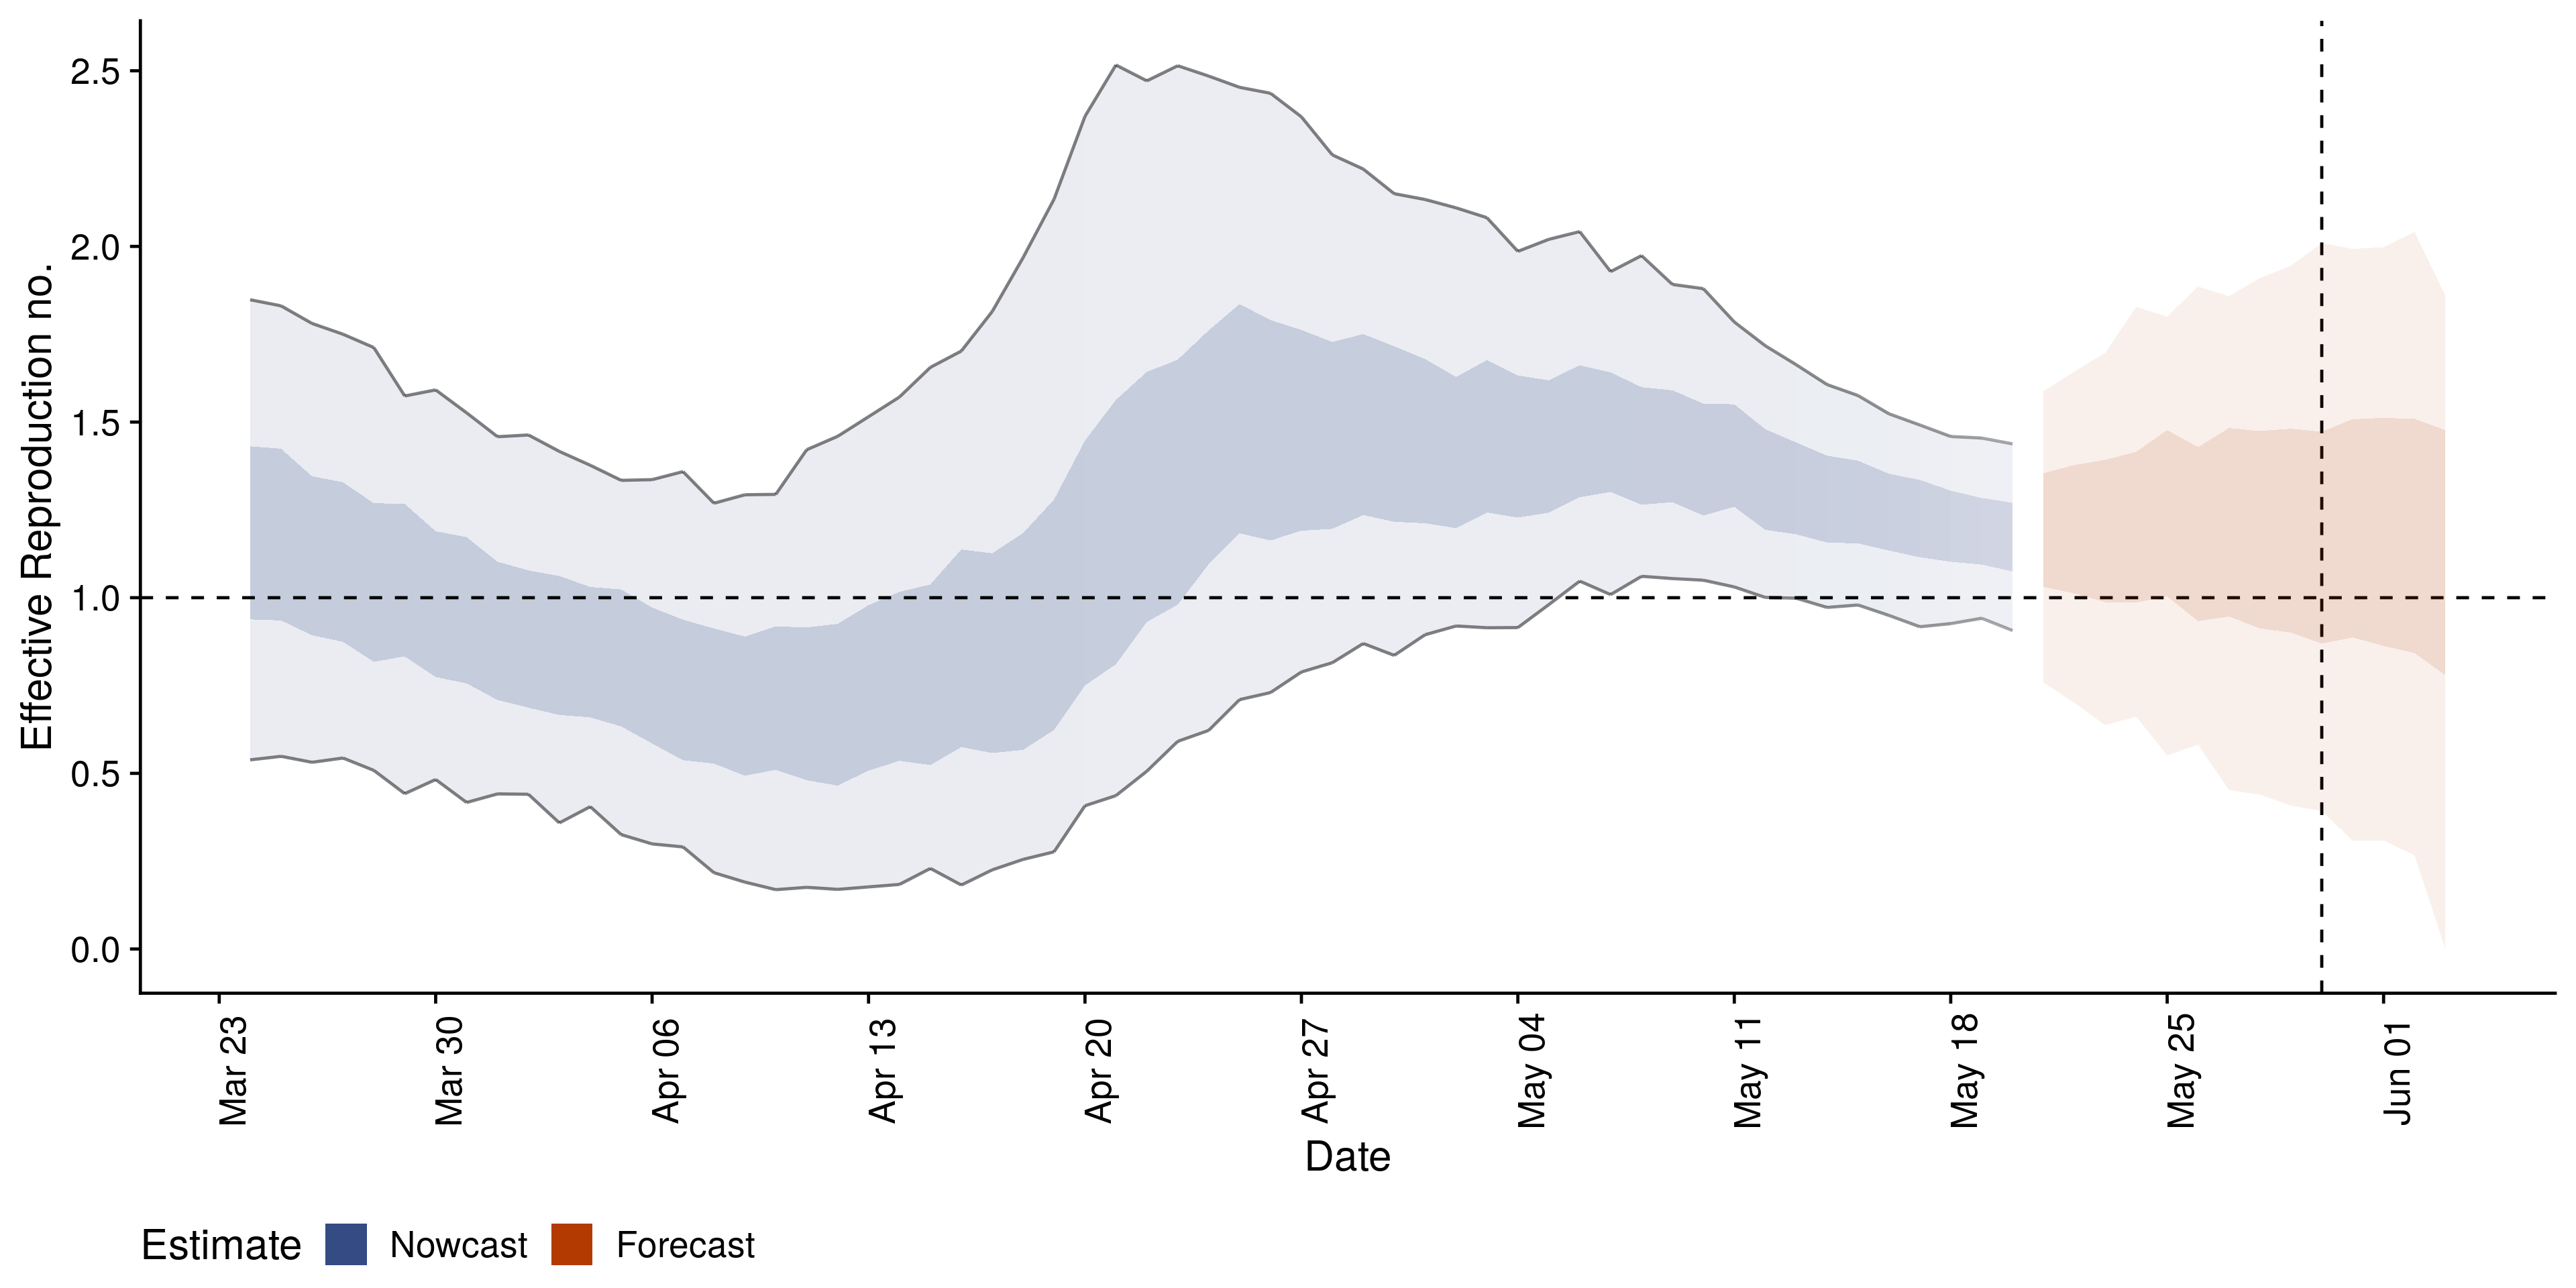 Effective Reproduction no.
2.5
2.0
1.5
1.0
0.5
0.0
Mar 23
Mar 30
Apr 06
Apr 13
Apr 20
Apr 27
May 04
May 11
May 18
May 25
Jun 01
Date
Estimate Nowcast Forecast